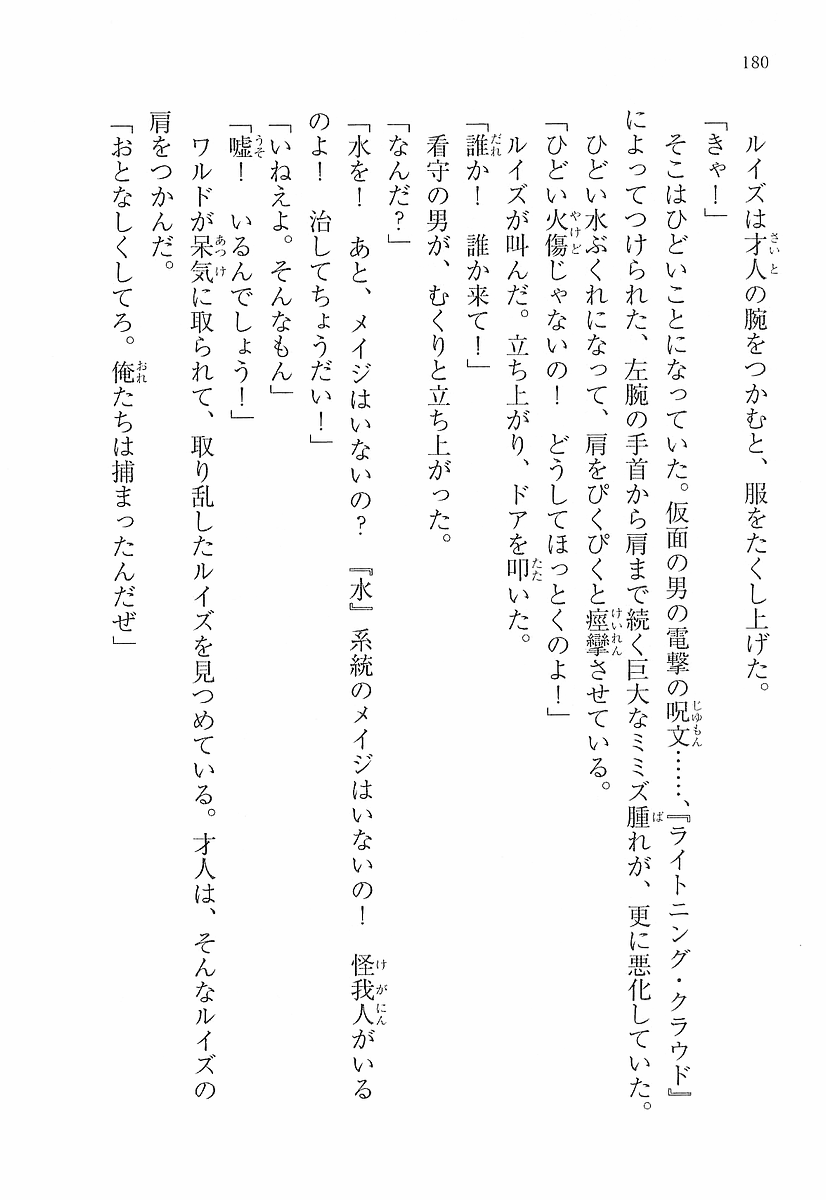 180
ルイズは才人の腕をつかむと、服をたくし上げた。
「きゃ！」
そこはひどいことになっていた。仮面の男の電撃の呪文……、『ライトニング・クラウド』
によってつけられた、左腕の手首から肩まで続く巨大なミミズ腫れが、更に悪化していた。
ひどい水ぶくれになって、肩をぴくぴくと痙攣させている。
「ひどい火傷じゃないの！　どうしてほっとくのよ！」
ルイズが叫んだ。立ち上がり、ドアを叩いた。
「誰か！　誰か来て！」
看守の男が、むくりと立ち上がった。
「なんだ？」
「水を！　あと、メイジはいないの？　『水』系統のメイジはいないの！　怪我人がいる
のよ！　治してちょうだい！」
「いねえよ。そんなもん」
「嘘！　いるんでしょう！」
ワルドが呆気に取られて、取り乱したルイズを見つめている。才人は、そんなルイズの
肩をつかんだ。
「おとなしくしてろ。俺たちは捕まったんだぜ」